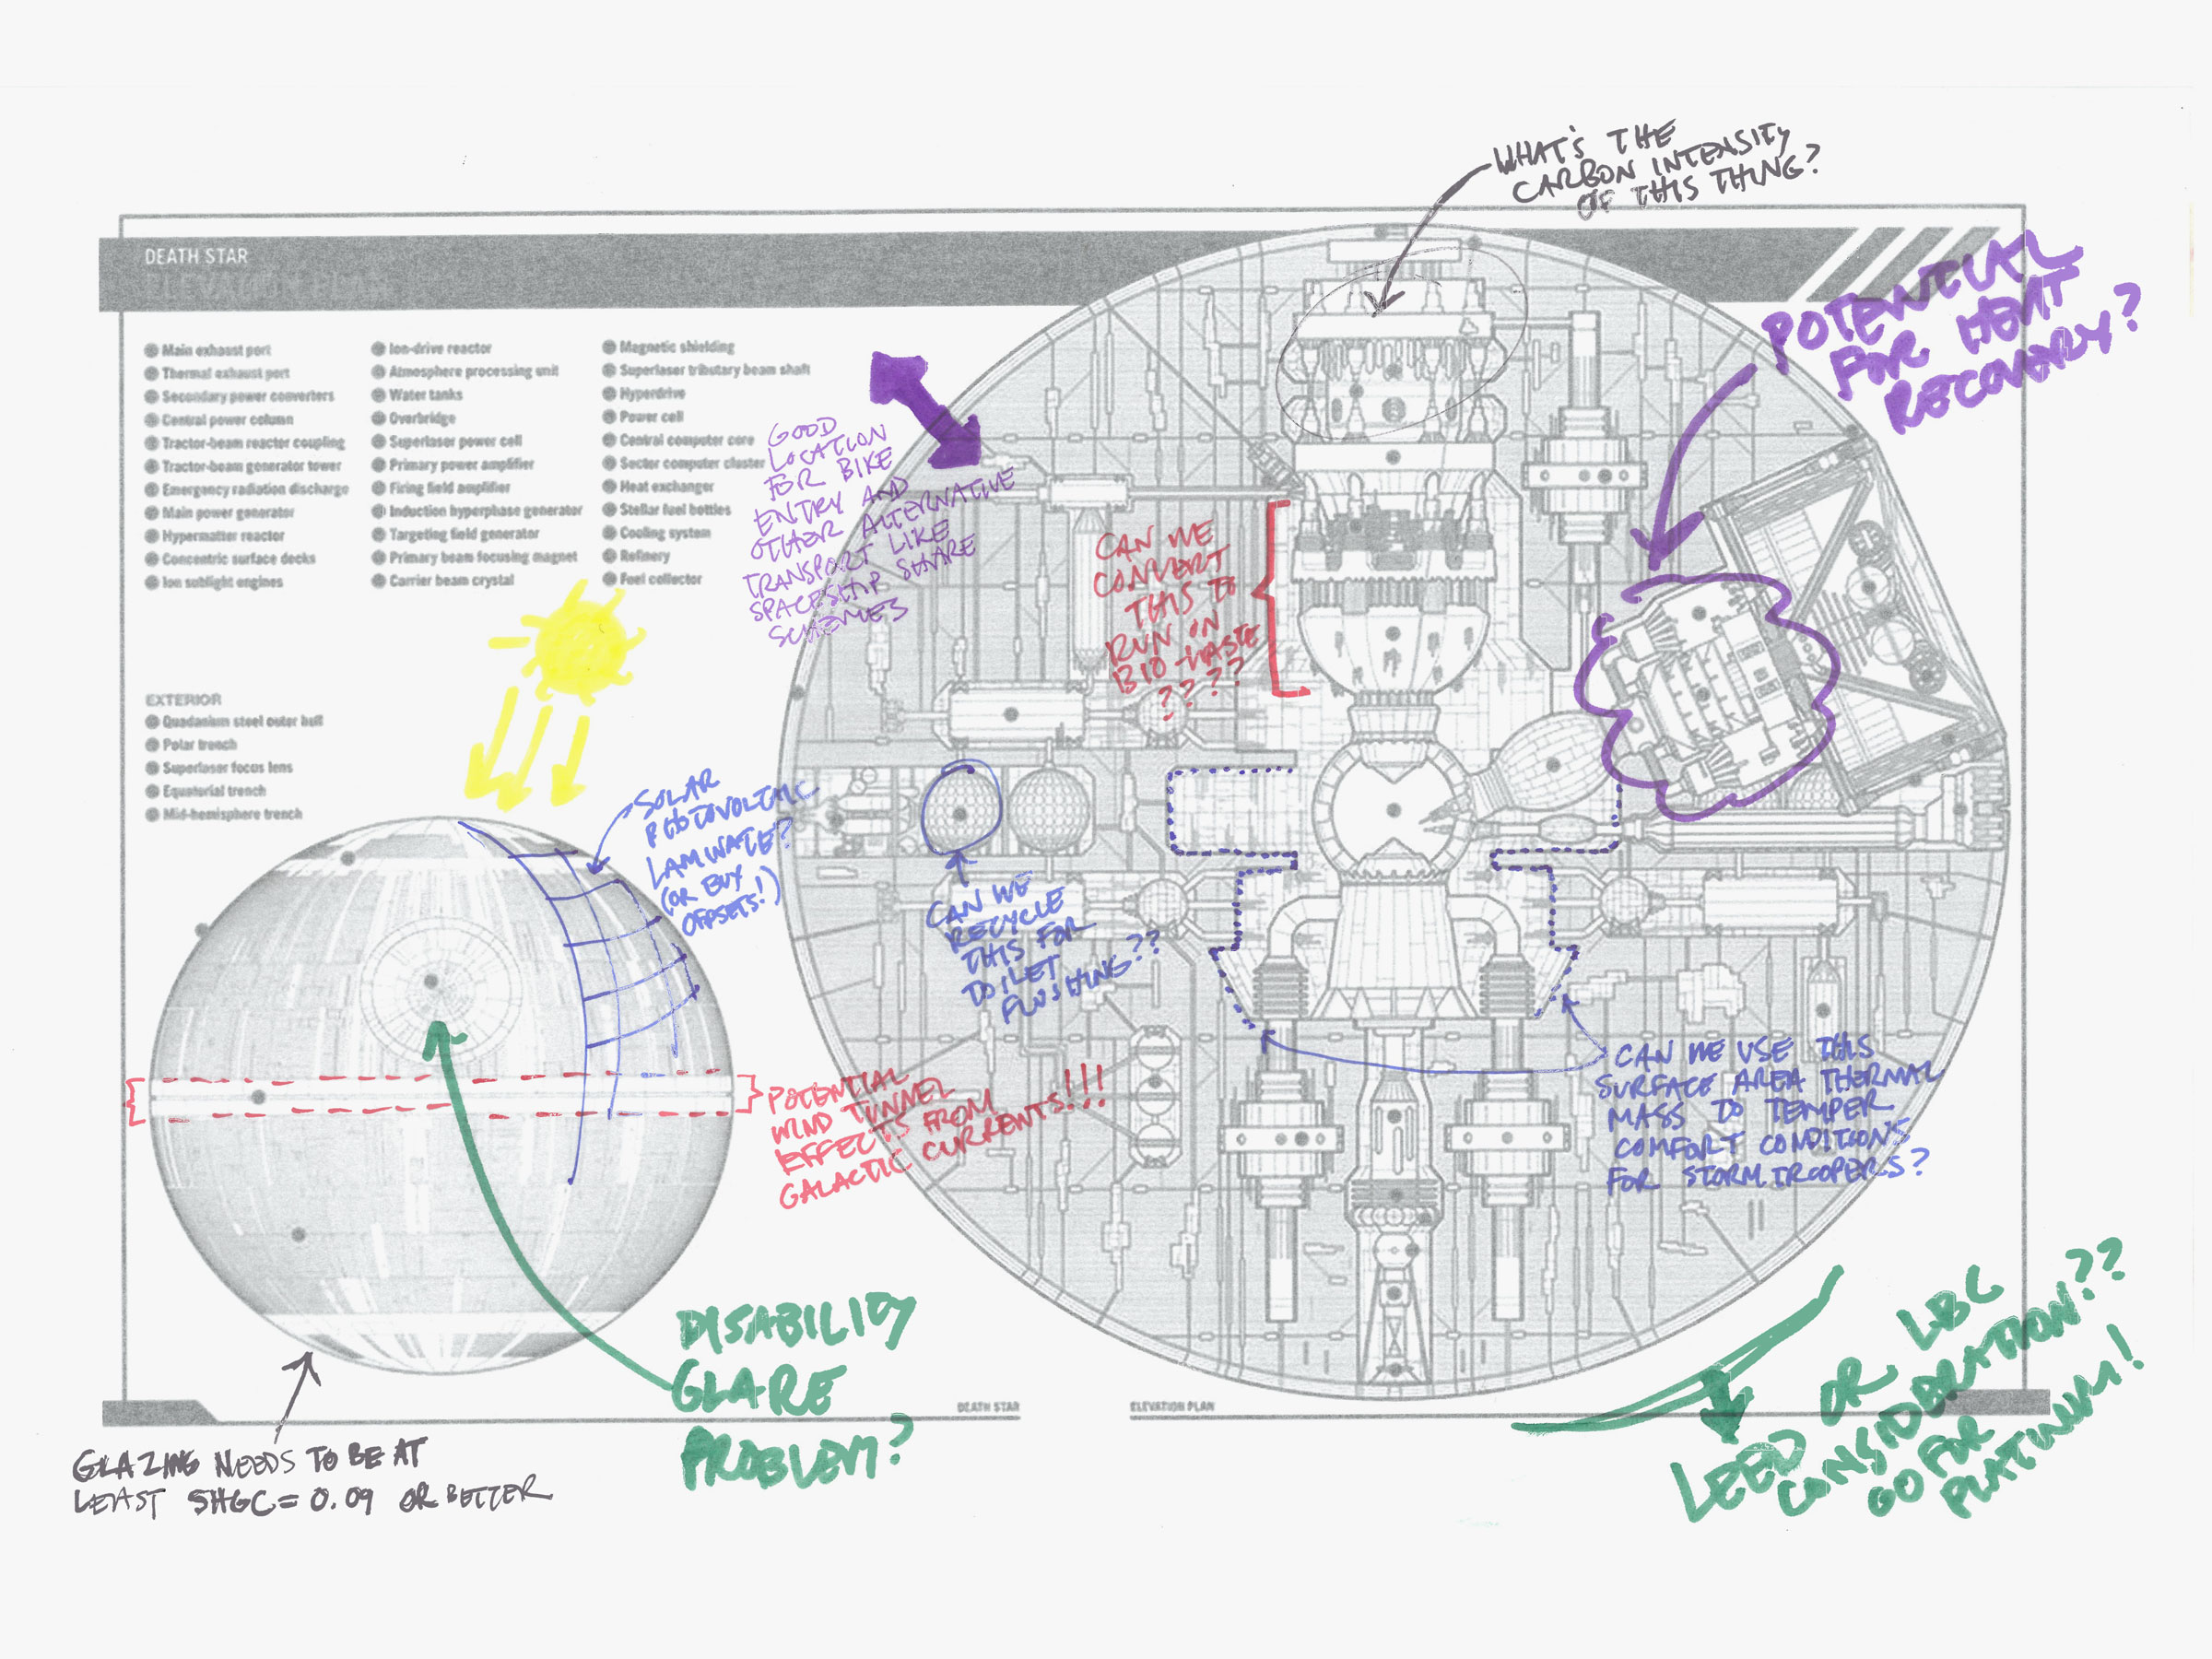 WHAT'S THE
CARBON INTENSITY
OF THIS THING?
DEATH STAR
ELEVATION PLAN
POTENTIAL
FOR HEAT
RECOVERY?
Main exhaust port
Thermal exhaust port
Secondary power converters
Central power column
Tractor-beam reactor coupling
Tractor-beam generator tower
Emergency radiation discharge
Main power generator
Hypermatter reactor
Concentric surface decks
Ion sublight engines
Ion-drive reactor
Atmosphere processing unit
Water tanks
Overbridge
Superlaser power cell
Primary power amplifier
Firing field amplifier
Induction hyperphase generator
Targeting field generator
Primary beam focusing magnet
Carrier beam crystal
Magnetic shielding
Superlaser tributary beam shaft
Hyperdrive
Power cell
Central computer core
Sector computer cluster
Heat exchanger
Stellar fuel bottles
Cooling system
Refinery
Fuel collector
GOOD
LOCATION
FOR BIKE
ENTRY AND
OTHER ALTERNATIVE
TRANSPORT LIKE
SPACESHIP SHARE
SCHEMES
CAN WE
CONVERT
THIS TO
RUN ON
BIO-WASTE
????
EXTERIOR
Quadanium steel outer hull
Polar trench
Superlaser focus lens
Equatorial trench
Mid-hemisphere trench
SOLAR
PHOTOVOLTAIC
LAMINATE?
(OR BUY
OFFSETS!)
CAN WE
RECYCLE
THIS FOR
TOILET
FLUSHING??
POTENTIAL
WIND TUNNEL
EFFECTS FROM
GALACTIC CURRENTS!!!
CAN WE USE THIS
SURFACE AREA THERMAL
MASS TO TEMPER
COMFORT CONDITIONS
FOR STORMTROOPERS?
DISABILITY
GLARE
PROBLEM?
DEATH STAR
ELEVATION PLAN
LEED OR LBC
CONSIDERATION??
GO FOR
PLATINUM!
GLAZING NEEDS TO BE AT
LEAST SHGC = 0.09 OR BETTER